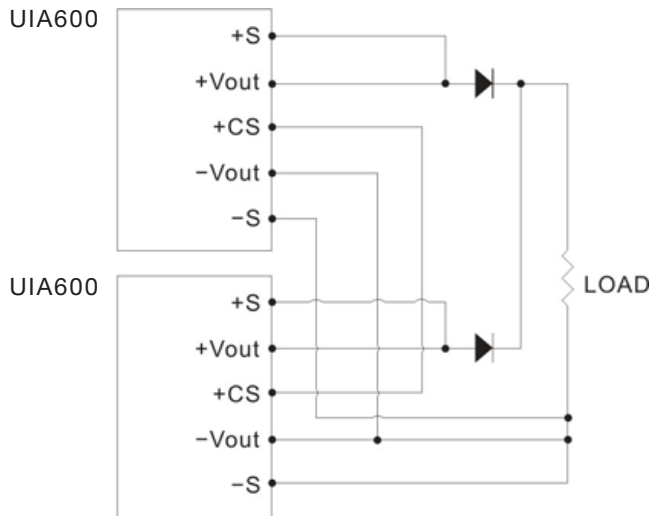 UIA600
+S
+Vout
+CS
−Vout
−S
LOAD
UIA600
+S
+Vout
+CS
−Vout
−S